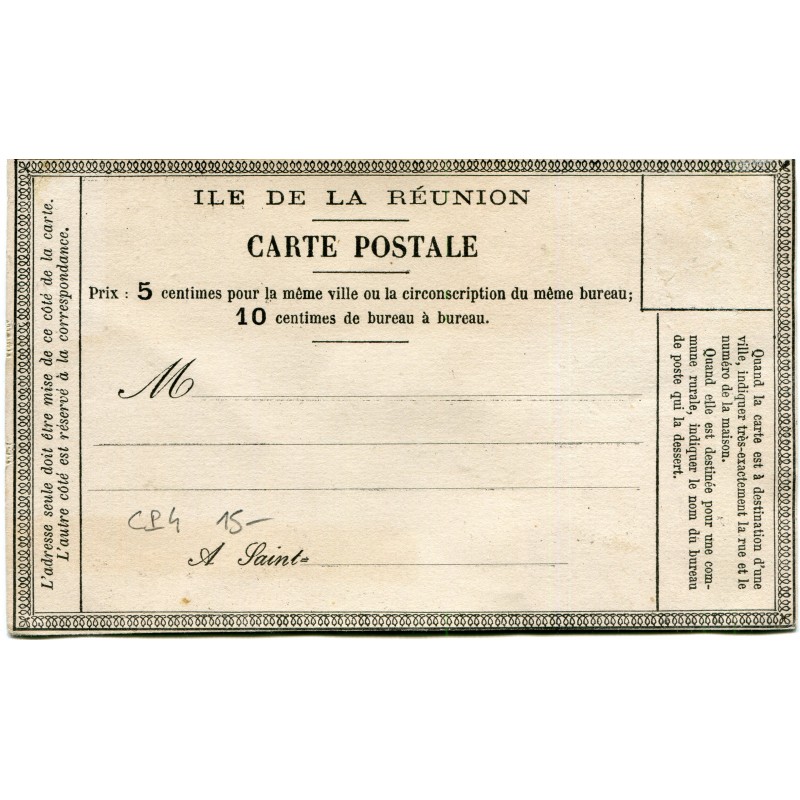 ILE DE LA RÉUNION
CARTE POSTALE
Prix : 5 centimes pour la même ville ou la circonscription du même bureau;
10 centimes de bureau à bureau.
M
CP4 15-
A Saint=
L'adresse seule doit être mise de ce côté de la carte.
L'autre côté est réservé à la correspondance.
Quand la carte est à destination d'une
ville, indiquer très-exactement la rue et le
numéro de la maison.
Quand elle est destinée pour une com-
mune rurale, indiquer le nom du bureau
de poste qui la dessert.